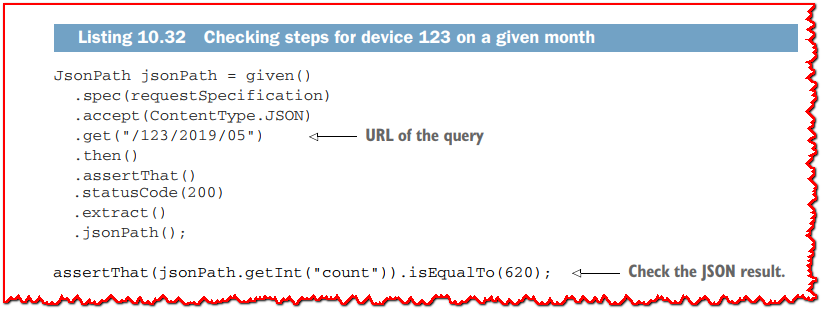 Listing 10.32 Checking steps for device 123 on a given month
JsonPath jsonPath = given()
.spec(requestSpecification)
.accept(ContentType.JSON)
.get("/123/2019/05") URL of the query
.then()
.assertThat()
.statusCode(200)
.extract()
.jsonPath();
assertThat(jsonPath.getInt("count")).isEqualTo(620); Check the JSON result.